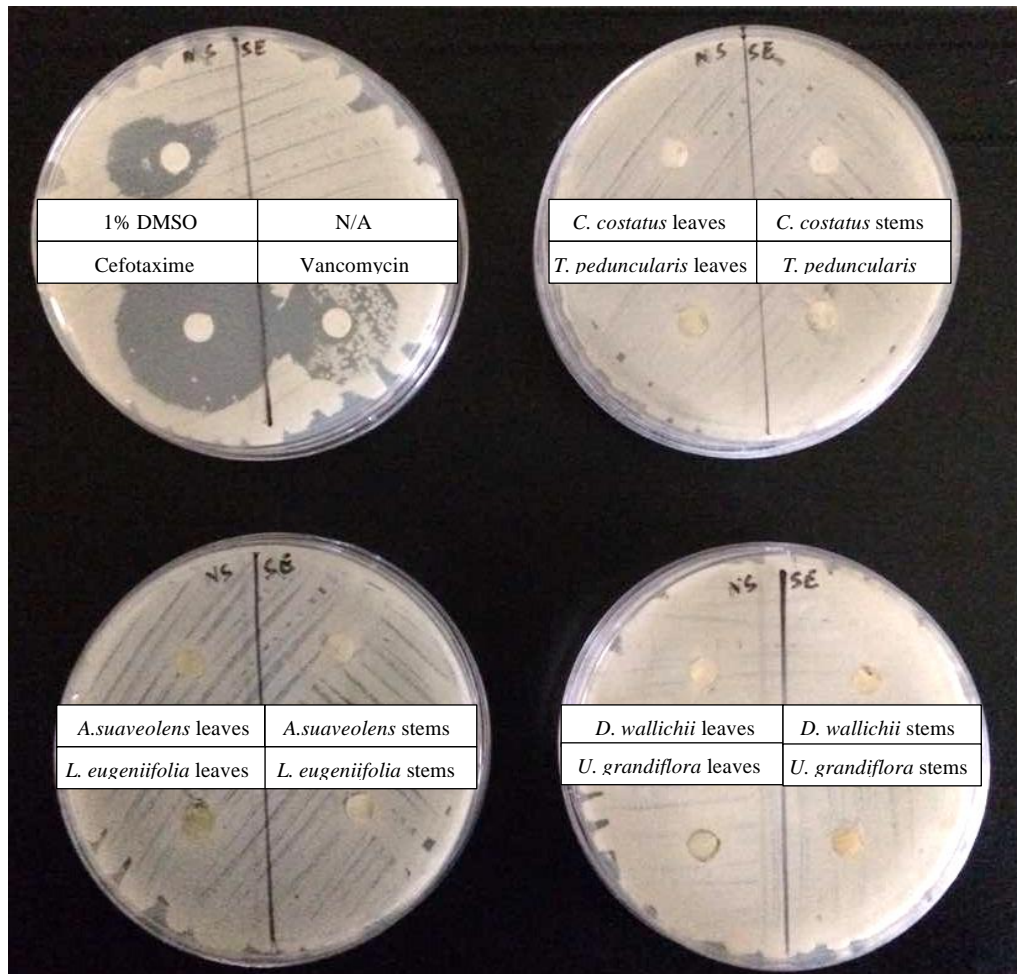 NS SE
NS SE
1% DMSO N/A
Cefotaxime Vancomycin
C. costatus leaves C. costatus stems
T. peduncularis leaves T. peduncularis
NS SE
NS SE
A.suaveolens leaves A.suaveolens stems
L. eugeniifolia leaves L. eugeniifolia stems
D. wallichii leaves D. wallichii stems
U. grandiflora leaves U. grandiflora stems